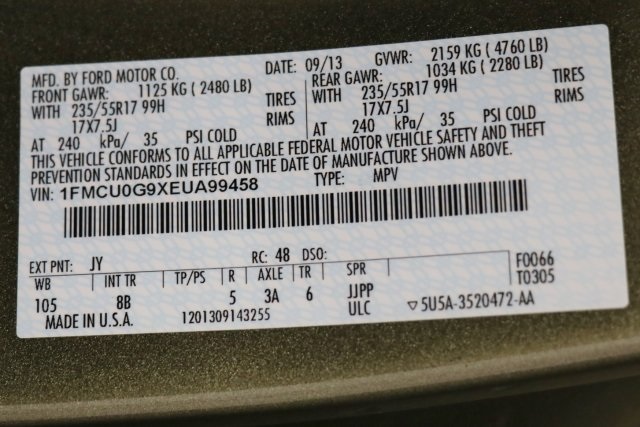 MFD. BY FORD MOTOR CO. DATE: 09/13 GVWR: 2159 KG ( 4760 LB)
FRONT GAWR: 1125 KG ( 2480 LB) REAR GAWR: 1034 KG ( 2280 LB)
WITH 235/55R17 99H TIRES WITH 235/55R17 99H TIRES
17X7.5J RIMS 17X7.5J RIMS
AT 240 kPa/ 35 PSI COLD AT 240 kPa/ 35 PSI COLD
THIS VEHICLE CONFORMS TO ALL APPLICABLE FEDERAL MOTOR VEHICLE SAFETY AND THEFT
PREVENTION STANDARDS IN EFFECT ON THE DATE OF MANUFACTURE SHOWN ABOVE.
VIN: 1FMCU0G9XEUA99458 TYPE: MPV
EXT PNT: JY RC: 48 DSO: F0066
WB INT TR TP/PS R AXLE TR SPR T0305
105 8B 5 3A 6 JJPP
ULC ▽5U5A-3520472-AA
MADE IN U.S.A. 1201309143255